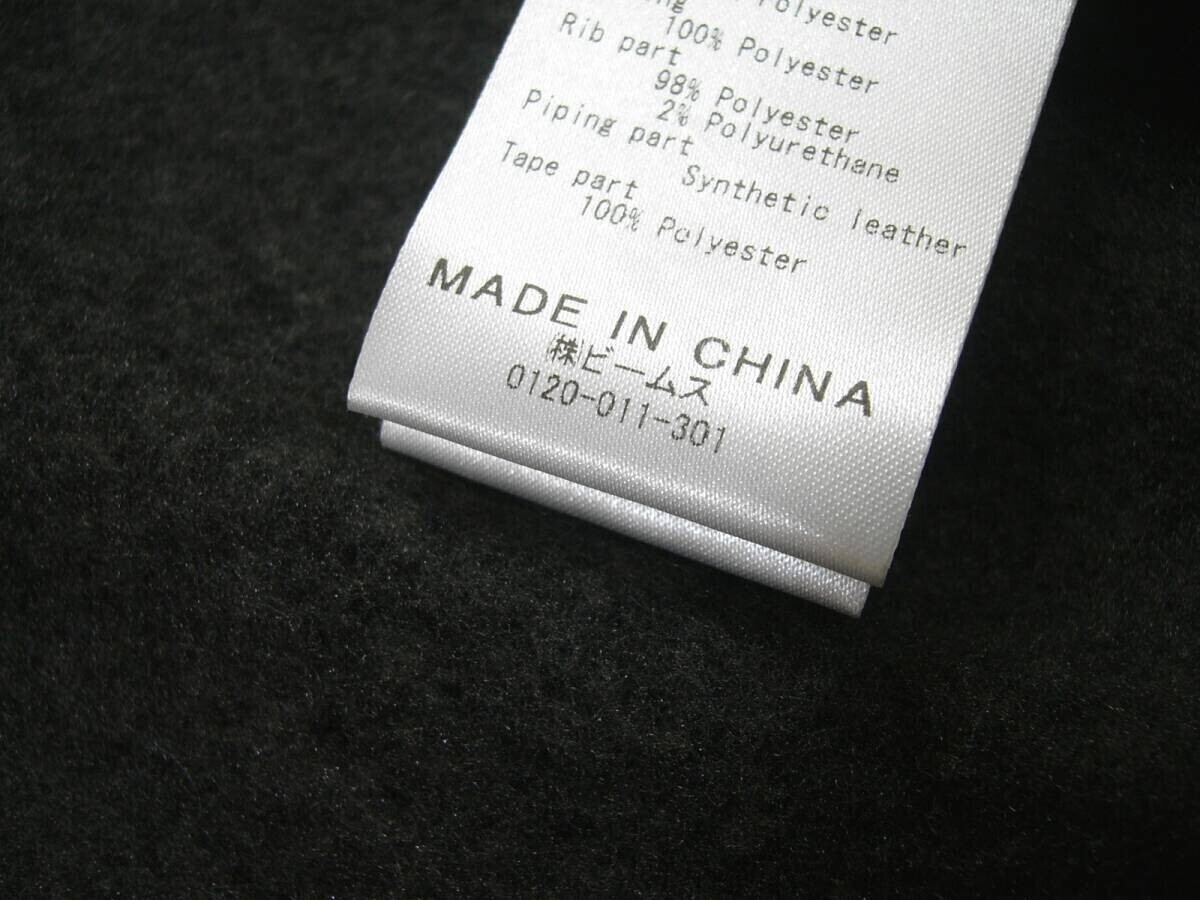 Polyester
100% Polyester
Rib part
98% Polyester
2% Polyurethane
Piping part
Synthetic leather
Tape part
100% Polyester
MADE IN CHINA
㈱ビームス
0120-011-301